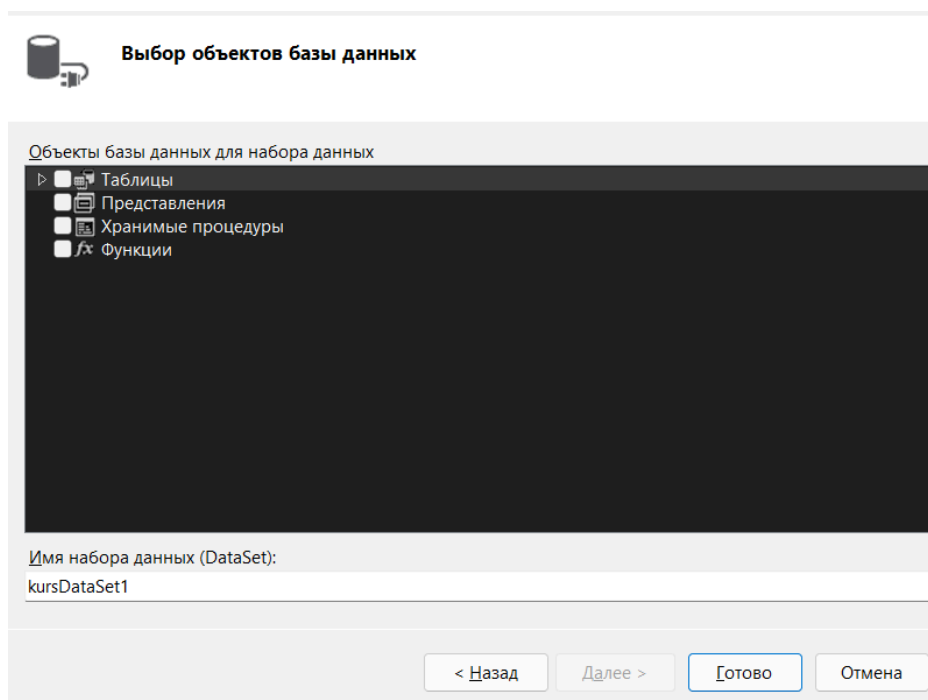 Выбор объектов базы данных
Объекты базы данных для набора данных
Таблицы
Представления
Хранимые процедуры
fx Функции
Имя набора данных (DataSet):
kursDataSet1
< Назад Далее > Готово Отмена